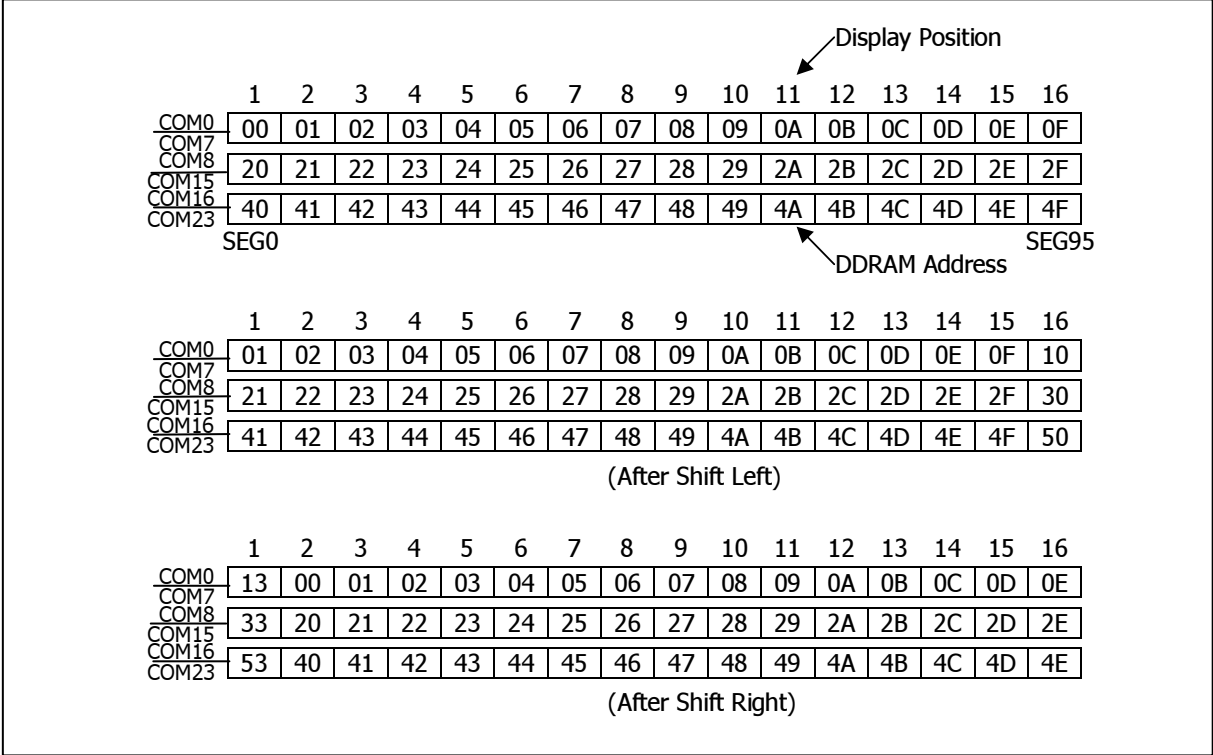 Display Position
1 2 3 4 5 6 7 8 9 10 11 12 13 14 15 16
COM0
COM7
00 01 02 03 04 05 06 07 08 09 0A 0B 0C 0D 0E 0F
COM8
COM15
20 21 22 23 24 25 26 27 28 29 2A 2B 2C 2D 2E 2F
COM16
COM23
40 41 42 43 44 45 46 47 48 49 4A 4B 4C 4D 4E 4F
SEG0 SEG95
DDRAM Address
1 2 3 4 5 6 7 8 9 10 11 12 13 14 15 16
COM0
COM7
01 02 03 04 05 06 07 08 09 0A 0B 0C 0D 0E 0F 10
COM8
COM15
21 22 23 24 25 26 27 28 29 2A 2B 2C 2D 2E 2F 30
COM16
COM23
41 42 43 44 45 46 47 48 49 4A 4B 4C 4D 4E 4F 50
(After Shift Left)
1 2 3 4 5 6 7 8 9 10 11 12 13 14 15 16
COM0
COM7
13 00 01 02 03 04 05 06 07 08 09 0A 0B 0C 0D 0E
COM8
COM15
33 20 21 22 23 24 25 26 27 28 29 2A 2B 2C 2D 2E
COM16
COM23
53 40 41 42 43 44 45 46 47 48 49 4A 4B 4C 4D 4E
(After Shift Right)